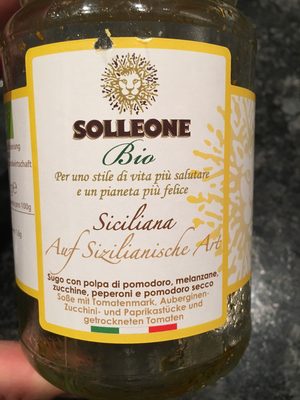 SOLLEONE
Bio
Per uno stile di vita più salutare
e un pianeta più felice
Siciliana
Auf Sizilianische Art
Sugo con polpa di pomodoro, melanzane,
zucchine, peperoni e pomodoro secco
Soße mit Tomatenmark, Auberginen-
Zucchini- und Paprikastücke und
getrockneten Tomaten